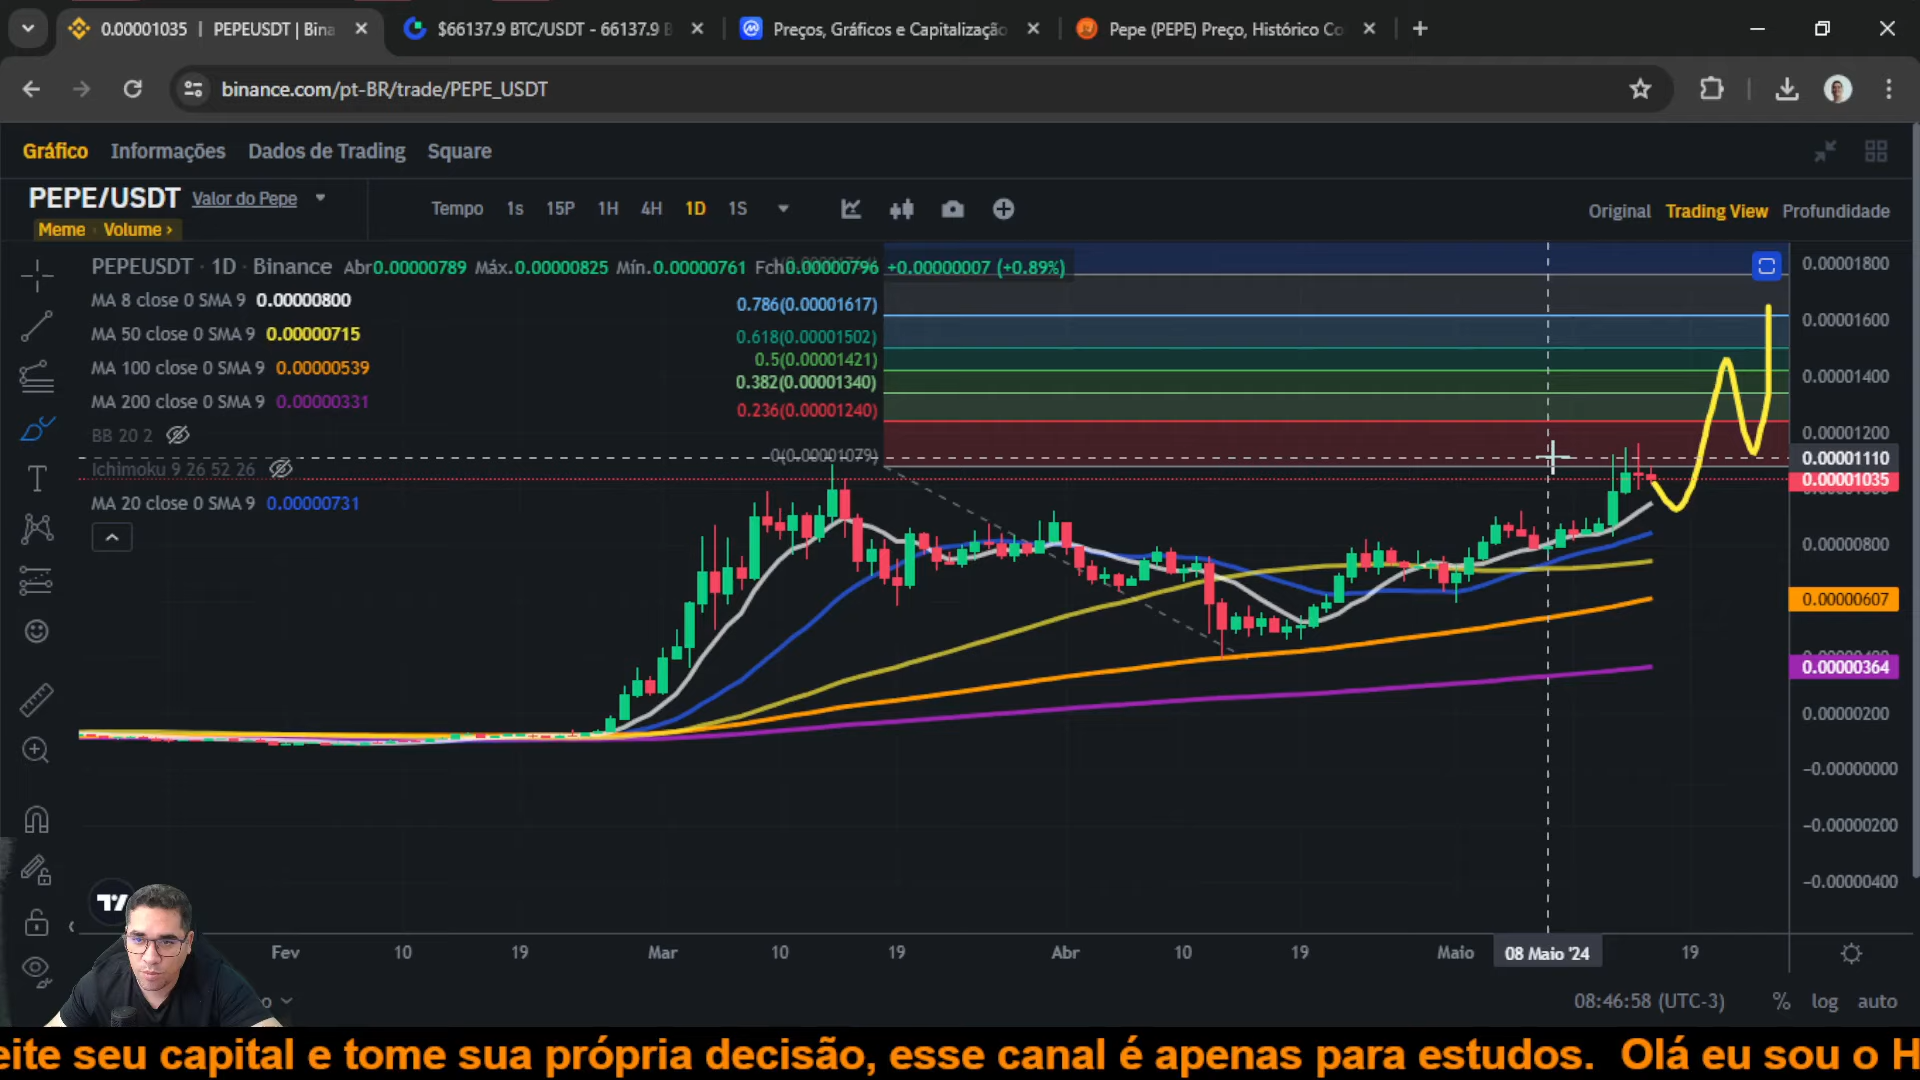 0.00001035 | PEPEUSDT | Bina
$66137.9 BTC/USDT - 66137.9 B
Preços, Gráficos e Capitalização
Pepe (PEPE) Preço, Histórico Co
binance.com/pt-BR/trade/PEPE_USDT
Gráfico Informações Dados de Trading Square
PEPE/USDT Valor do Pepe
Meme Volume ›
Tempo 1s 15P 1H 4H 1D 1S
Original Trading View Profundidade
PEPEUSDT · 1D · Binance Abr0.00000789 Máx.0.00000825 Mín.0.00000761 Fch0.00000796 +0.00000007 (+0.89%)
MA 8 close 0 SMA 9 0.00000800
MA 50 close 0 SMA 9 0.00000715
MA 100 close 0 SMA 9 0.00000539
MA 200 close 0 SMA 9 0.00000331
BB 20 2
Ichimoku 9 26 52 26
MA 20 close 0 SMA 9 0.00000731
0.786(0.00001617)
0.618(0.00001502)
0.5(0.00001421)
0.382(0.00001340)
0.236(0.00001240)
0(0.00001079)
0.00001800
0.00001600
0.00001400
0.00001200
0.00001110
0.00001035
0.00000800
0.00000607
0.00000364
0.00000200
−0.00000000
−0.00000200
−0.00000400
Fev 10 19 Mar 10 19 Abr 10 19 Maio 08 Maio '24 19
08:46:58 (UTC-3) % log auto
eite seu capital e tome sua própria decisão, esse canal é apenas para estudos. Olá eu sou o H